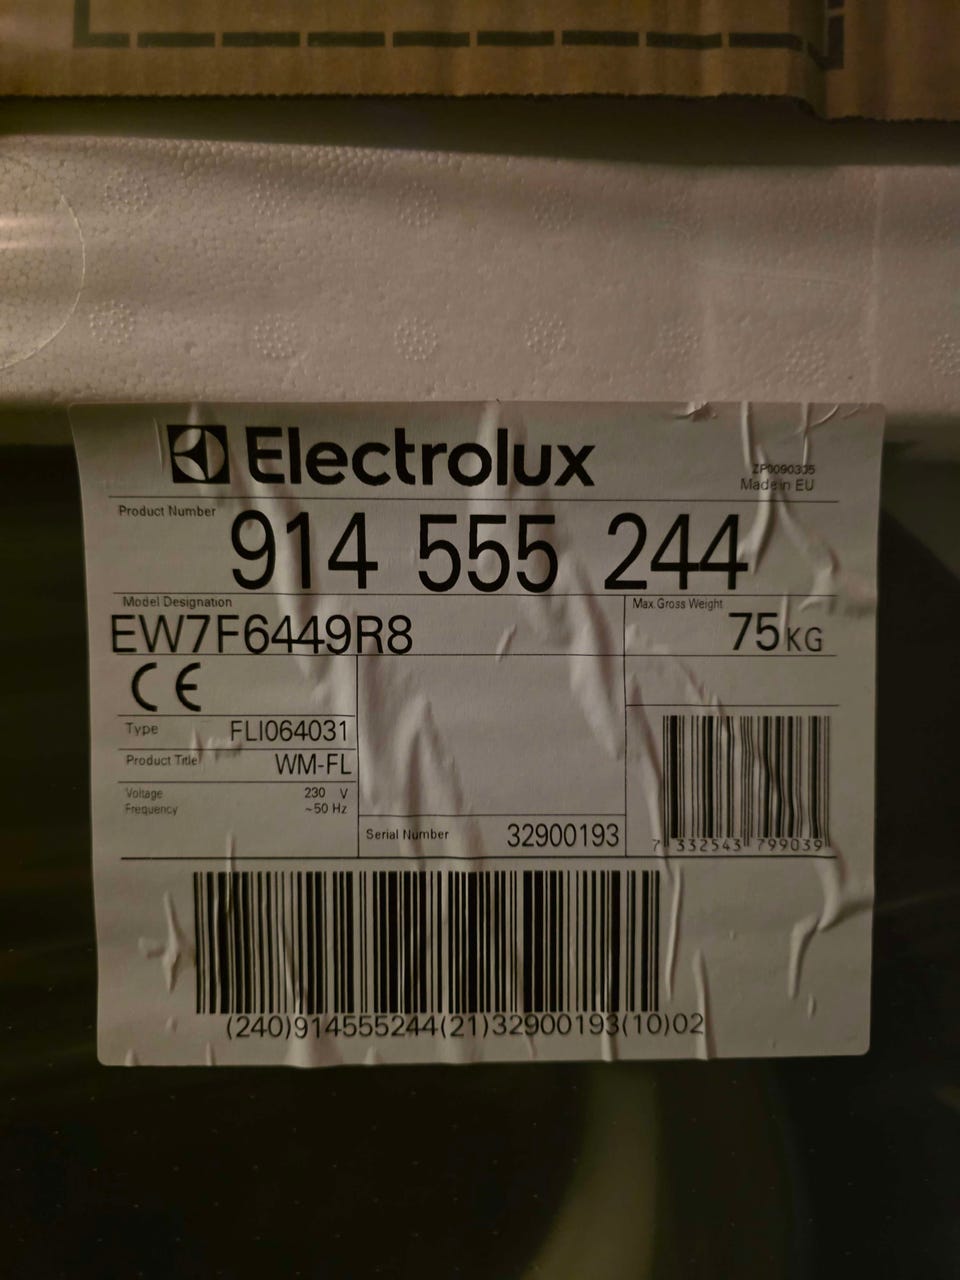 Electrolux
ZP0090305
Made in EU
Product Number
914 555 244
Model Designation
EW7F6449R8
Max.Gross Weight
75KG
CE
Type FLI064031
Product Title WM-FL
Voltage 230 V
Frequency ~50 Hz
Serial Number 32900193
7 332543 799039
(240)914555244(21)32900193(10)02